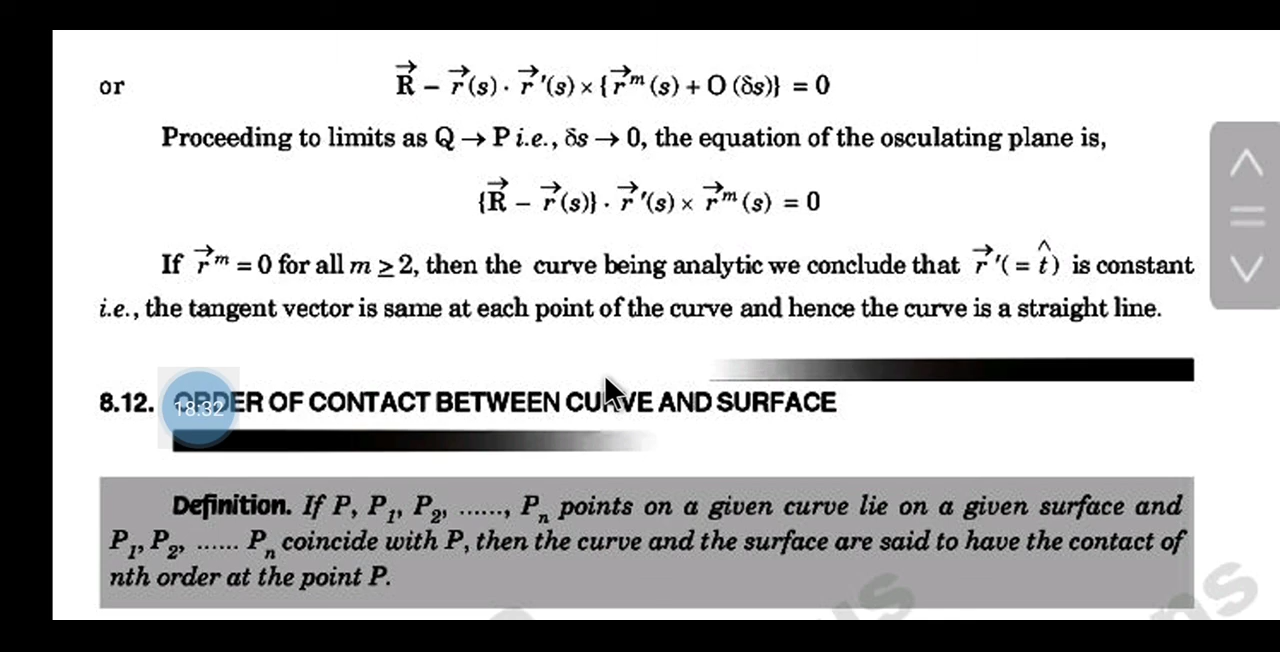 or R⃗ – r⃗(s) · r⃗ ′(s) × {r⃗ᵐ (s) + O (δs)} = 0
Proceeding to limits as Q → P i.e., δs → 0, the equation of the osculating plane is,
{R⃗ – r⃗(s)} · r⃗ ′(s) × r⃗ᵐ (s) = 0
If r⃗ ᵐ = 0 for all m ≥ 2, then the curve being analytic we conclude that r⃗ ′( = t̂ ) is constant
i.e., the tangent vector is same at each point of the curve and hence the curve is a straight line.
8.12. ORDER OF CONTACT BETWEEN CURVE AND SURFACE
18:32
Definition. If P, P₁, P₂, ......, Pₙ points on a given curve lie on a given surface and
P₁, P₂, ...... Pₙ coincide with P, then the curve and the surface are said to have the contact of
nth order at the point P.